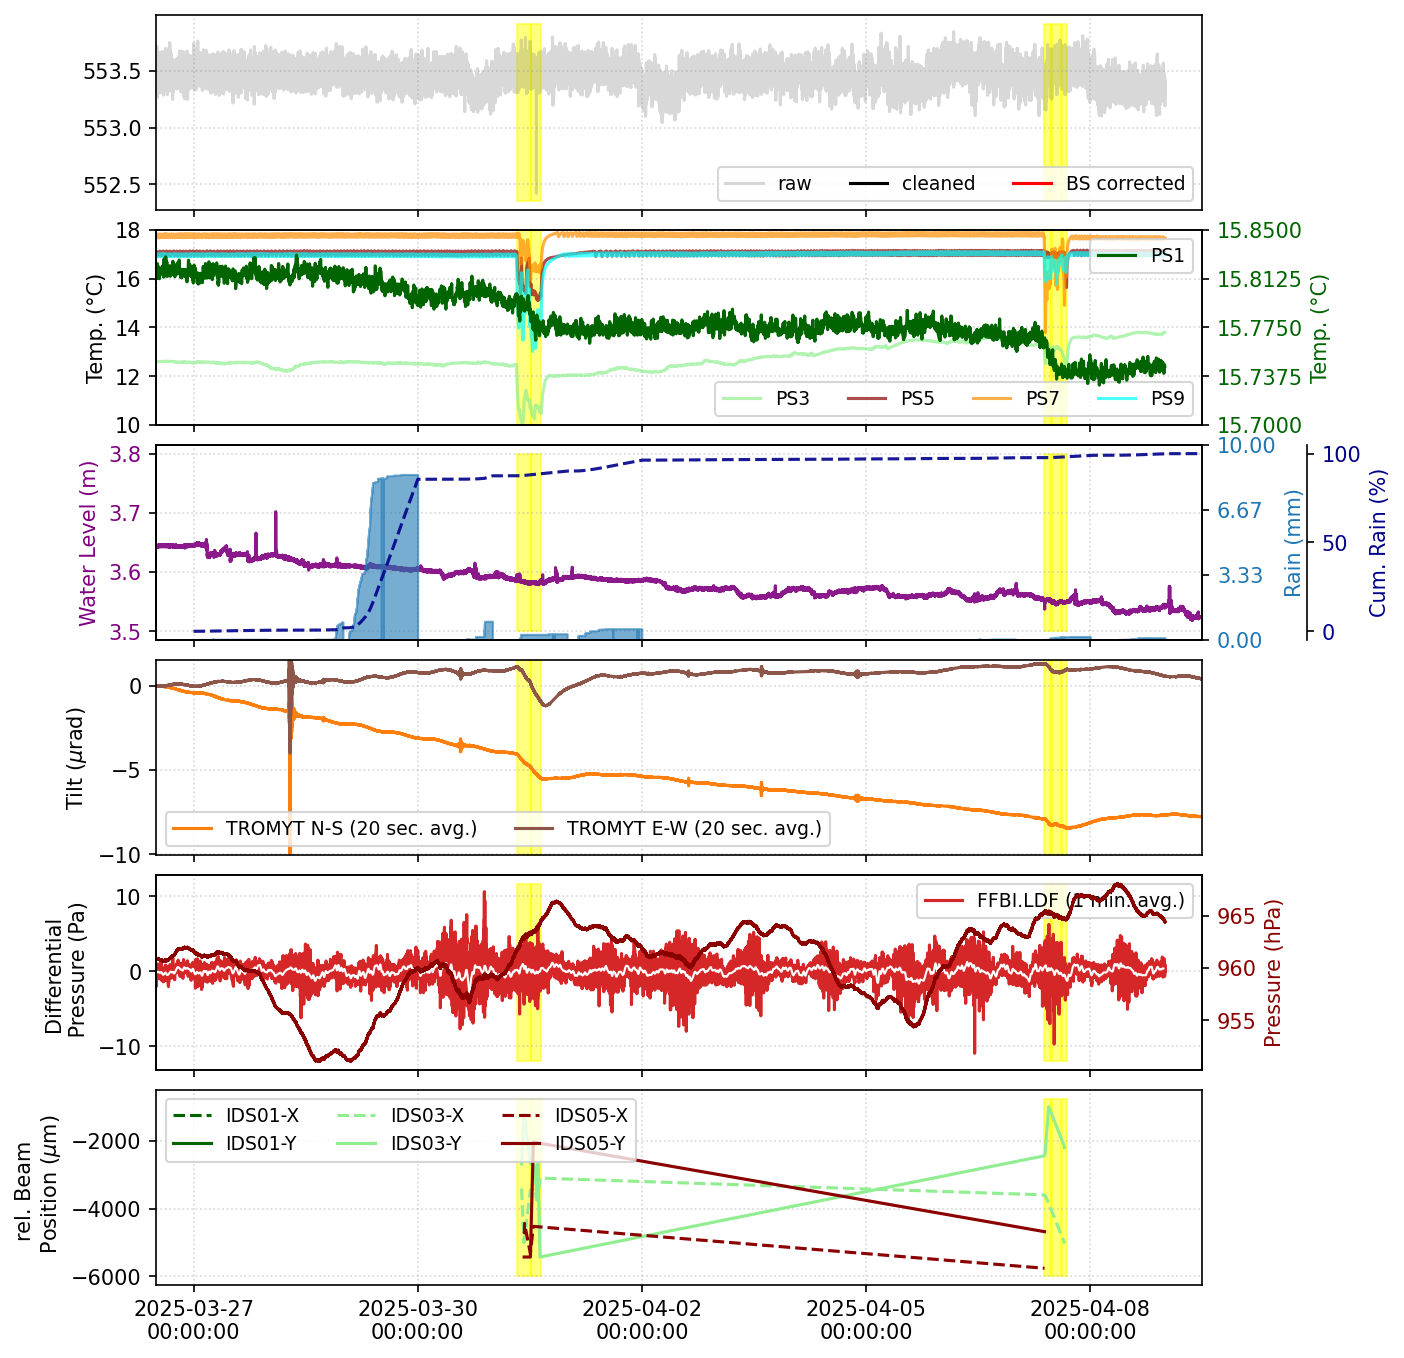 553.5
553.0
552.5
raw cleaned BS corrected
18
16
14
12
10
Temp. (°C)
15.8500
15.8125
15.7750
15.7375
15.7000
Temp. (°C)
PS1
PS3 PS5 PS7 PS9
3.8
3.7
3.6
3.5
Water Level (m)
10.00
6.67
3.33
0.00
Rain (mm)
100
50
0
Cum. Rain (%)
0
−5
−10
Tilt (μrad)
TROMYT N-S (20 sec. avg.) TROMYT E-W (20 sec. avg.)
10
0
−10
Differential
Pressure (Pa)
FFBI.LDF (1 min. avg.)
965
960
955
Pressure (hPa)
−2000
−4000
−6000
rel. Beam
Position (μm)
IDS01-X IDS03-X IDS05-X
IDS01-Y IDS03-Y IDS05-Y
2025-03-27 2025-03-30 2025-04-02 2025-04-05 2025-04-08
00:00:00 00:00:00 00:00:00 00:00:00 00:00:00